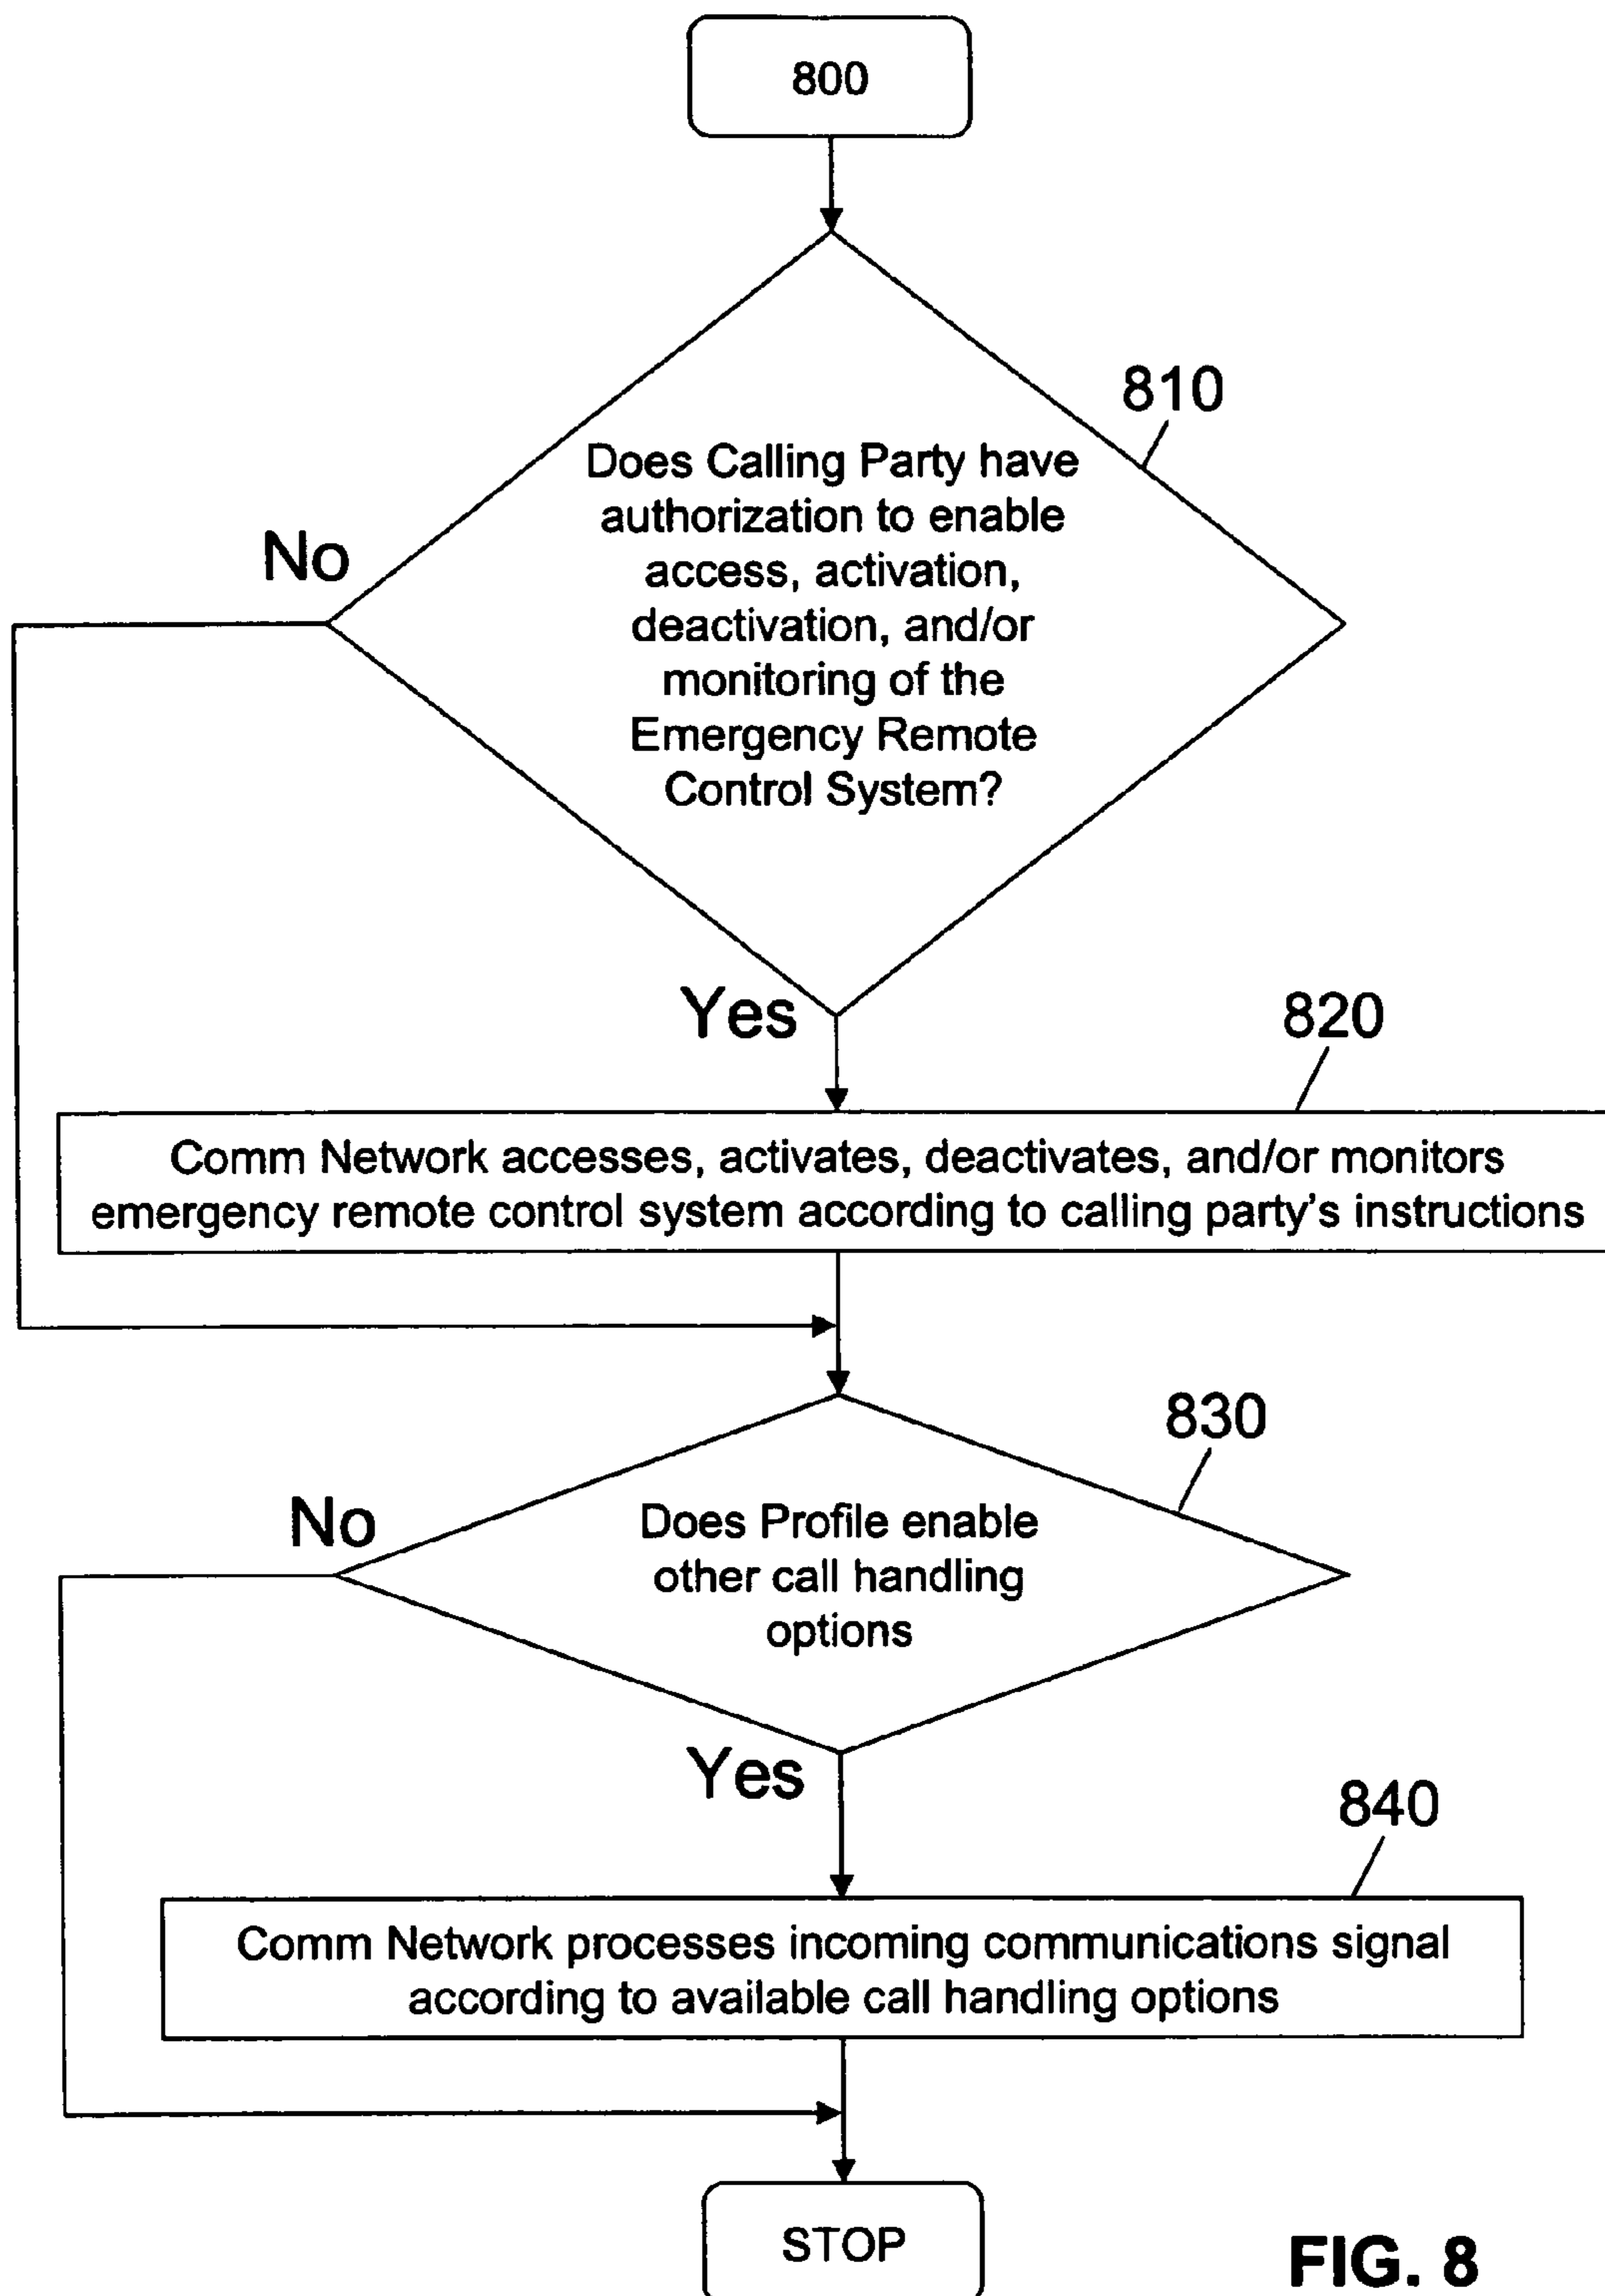 800
810
Does Calling Party have
authorization to enable
access, activation,
deactivation, and/or
monitoring of the
Emergency Remote
Control System?
No
Yes
820
Comm Network accesses, activates, deactivates, and/or monitors
emergency remote control system according to calling party's instructions
830
Does Profile enable
other call handling
options
No
Yes
840
Comm Network processes incoming communications signal
according to available call handling options
STOP
FIG. 8